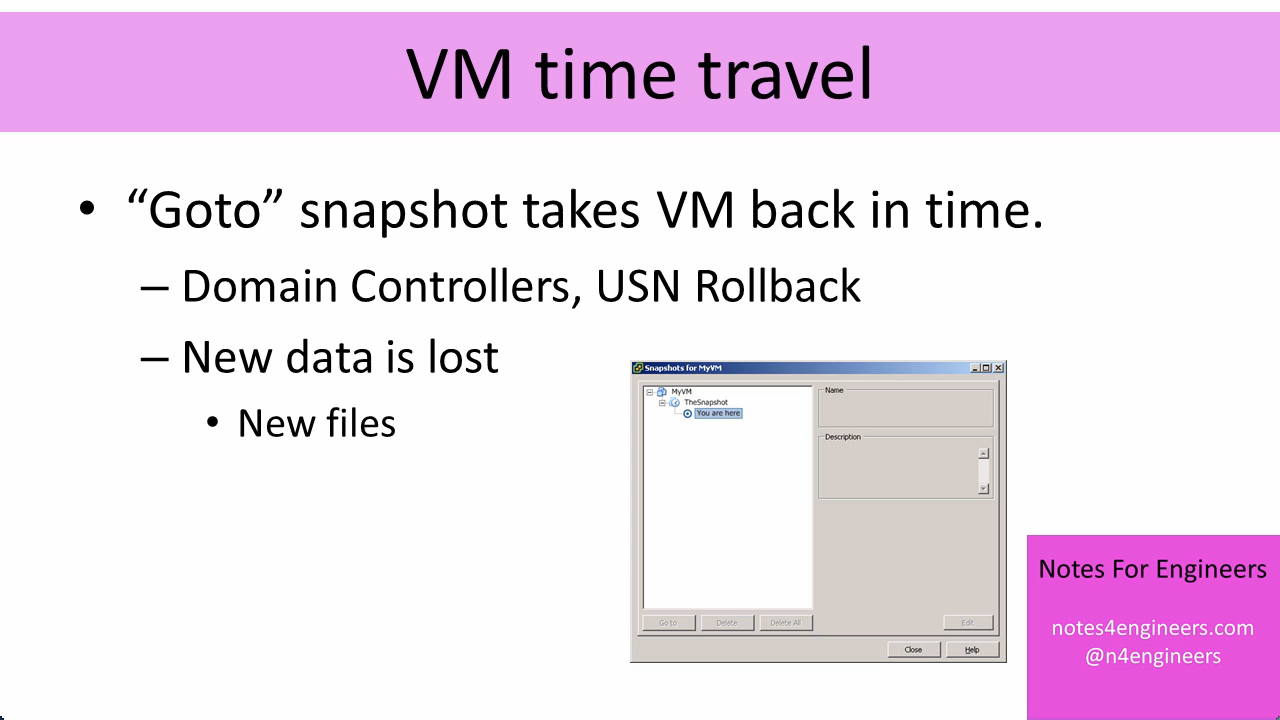 VM time travel
• “Goto” snapshot takes VM back in time.
– Domain Controllers, USN Rollback
– New data is lost
• New files
Snapshots for MyVM
MyVM
TheSnapshot
You are here
Name
Description
Go to
Delete
Delete All
Edit
Close
Help
Notes For Engineers
notes4engineers.com
@n4engineers